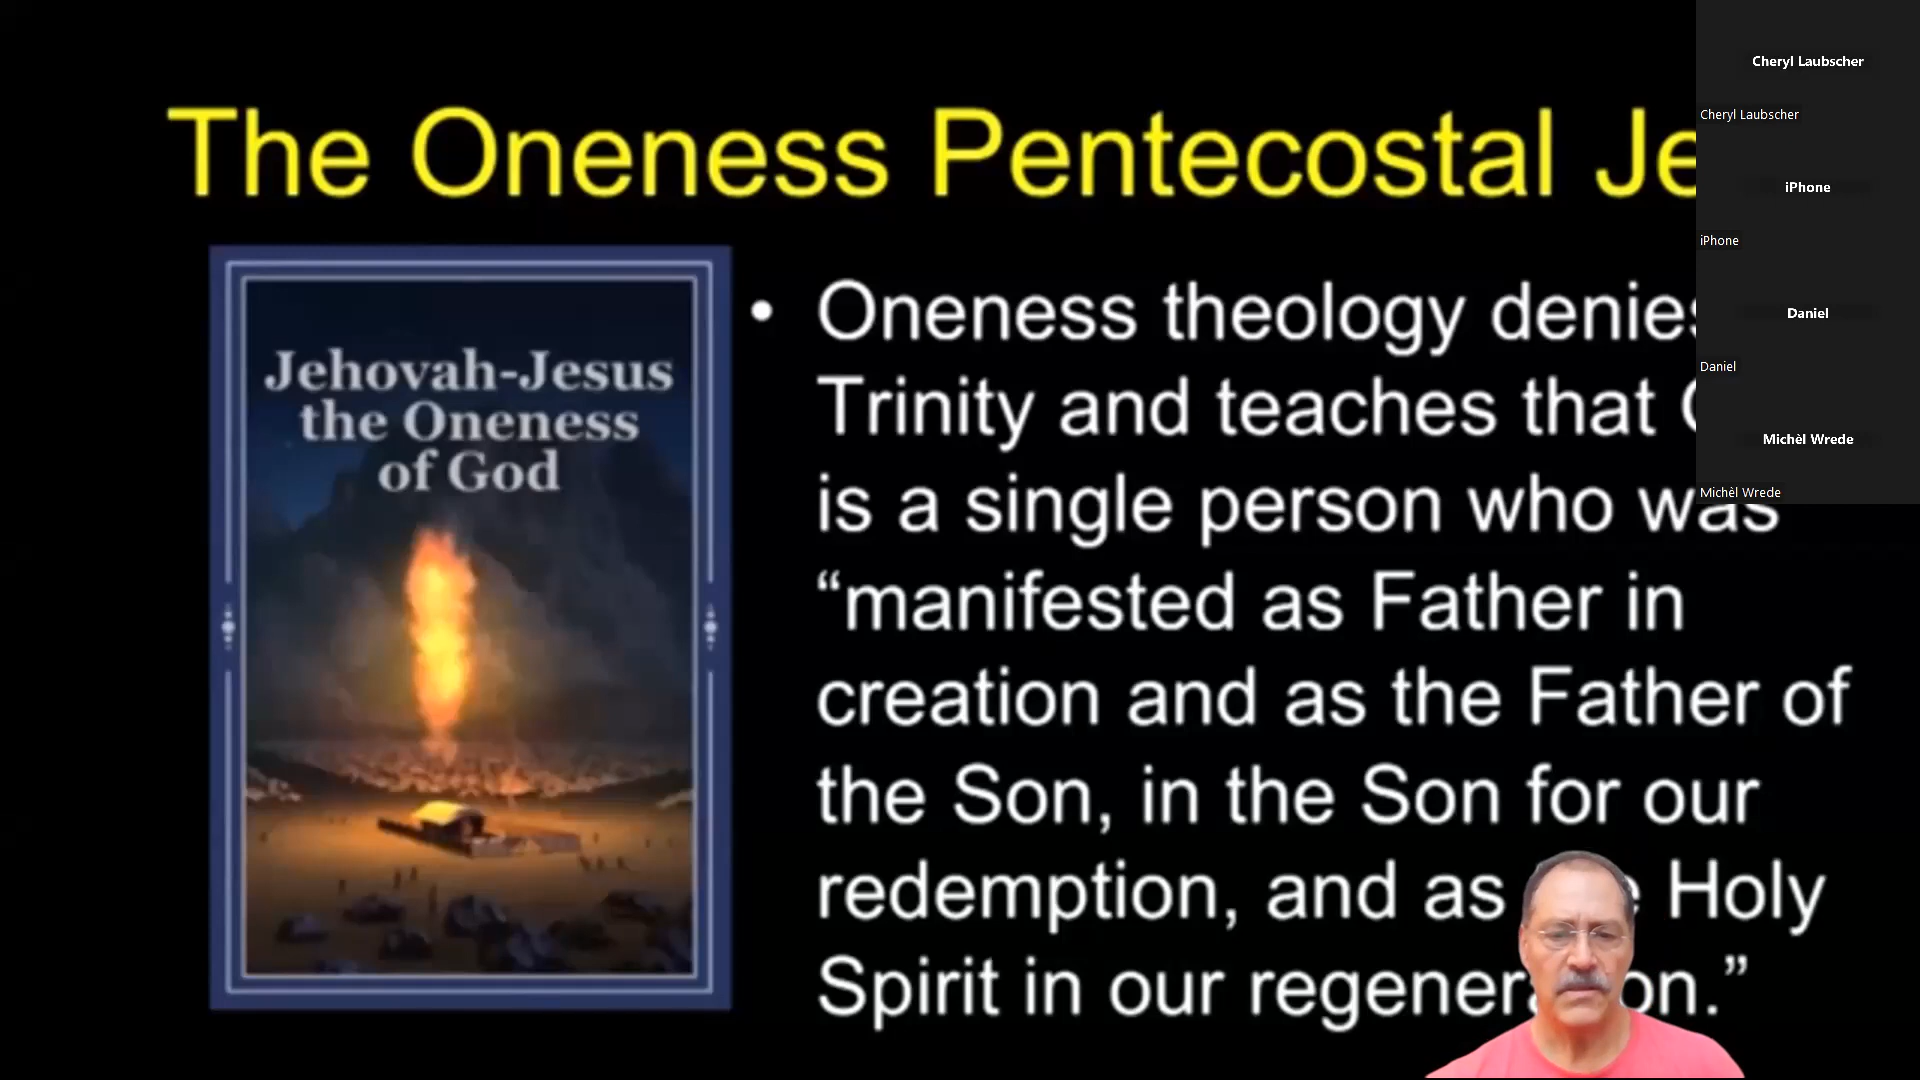 The Oneness Pentecostal Je
Jehovah-Jesus
the Oneness
of God
• Oneness theology denies
Trinity and teaches that
is a single person who was
“manifested as Father in
creation and as the Father of
the Son, in the Son for our
redemption, and as Holy
Spirit in our
Cheryl Laubscher
Cheryl Laubscher
iPhone
iPhone
Daniel
Daniel
Michèl Wrede
Michèl Wrede